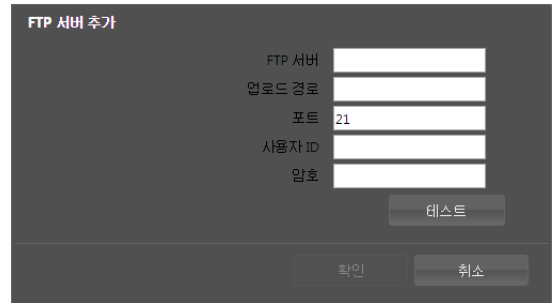 FTP 서버 추가
FTP 서버
업로드 경로
포트 21
사용자 ID
암호
테스트
확인 취소